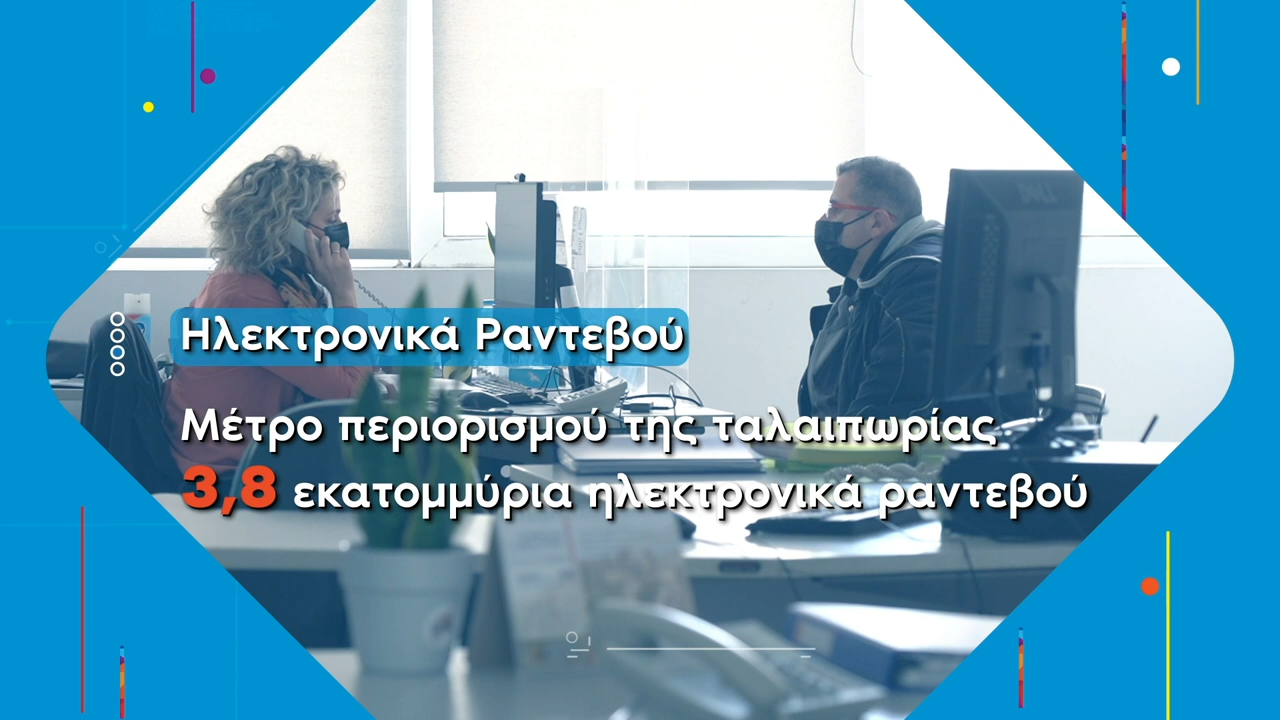 Ηλεκτρονικά Ραντεβού
Μέτρο περιορισμού της ταλαιπωρίας
3,8 εκατομμύρια ηλεκτρονικά ραντεβού